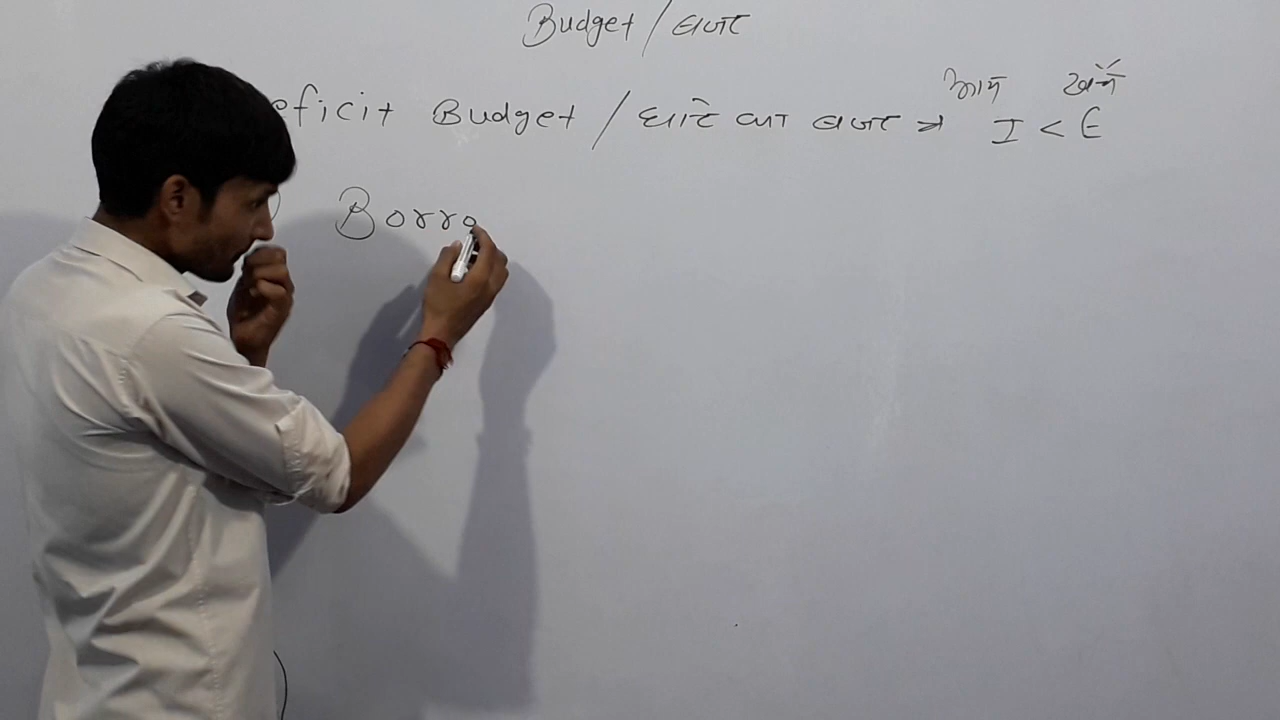 Budget / बजट
आय खर्च
eficit Budget / घाटे का बजट → I < E
Borro